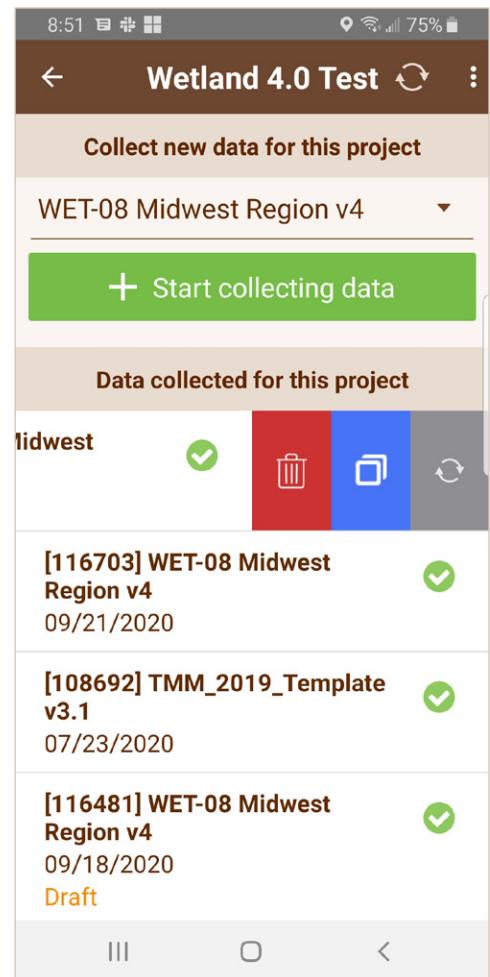 8:51 75%
Wetland 4.0 Test
Collect new data for this project
WET-08 Midwest Region v4
Start collecting data
Data collected for this project
Midwest
[116703] WET-08 Midwest
Region v4
09/21/2020
[108692] TMM_2019_Template
v3.1
07/23/2020
[116481] WET-08 Midwest
Region v4
09/18/2020
Draft